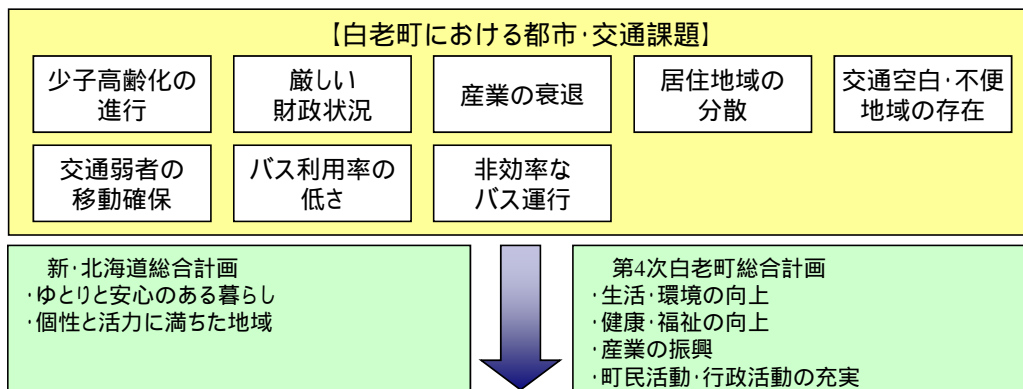 【白老町における都市・交通課題】
少子高齢化の
進行
厳しい
財政状況
産業の衰退
居住地域の
分散
交通空白・不便
地域の存在
交通弱者の
移動確保
バス利用率の
低さ
非効率な
バス運行
新・北海道総合計画
・ゆとりと安心のある暮らし
・個性と活力に満ちた地域
第4次白老町総合計画
・生活・環境の向上
・健康・福祉の向上
・産業の振興
・町民活動・行政活動の充実